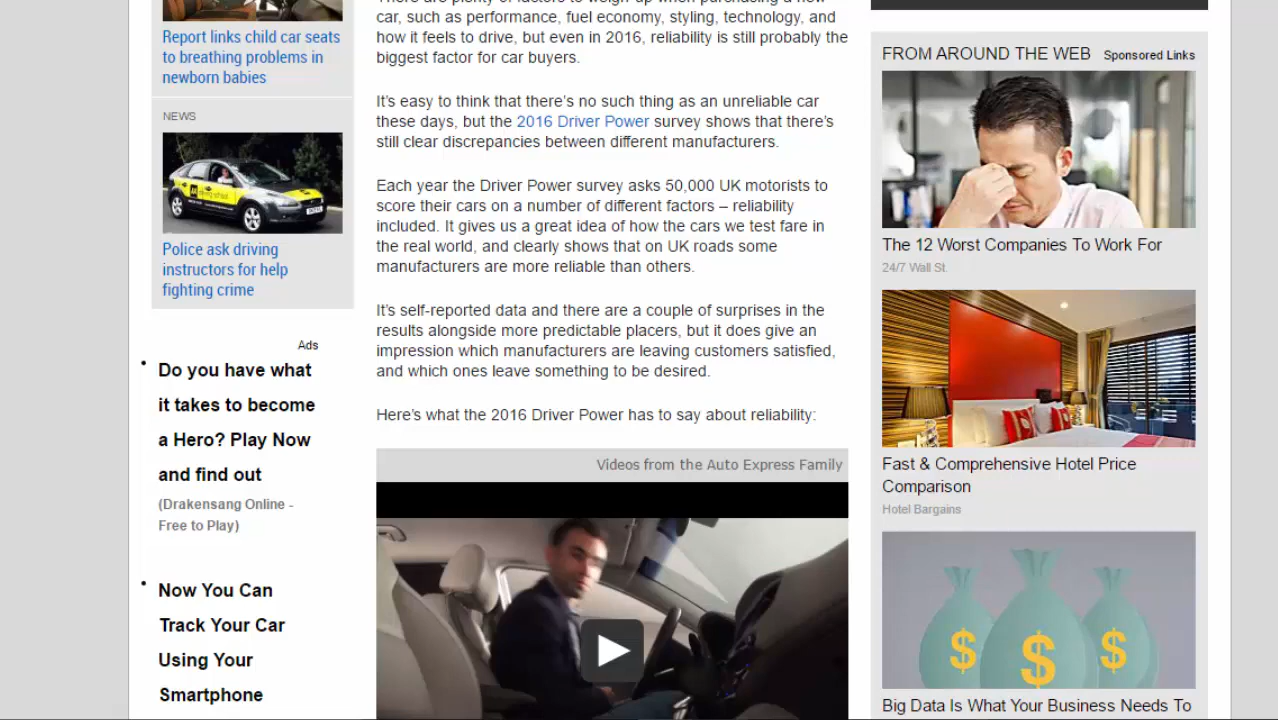 Report links child car seats
to breathing problems in
newborn babies
NEWS
Police ask driving
instructors for help
fighting crime
Ads
Do you have what
it takes to become
a Hero? Play Now
and find out
(Drakensang Online -
Free to Play)
Now You Can
Track Your Car
Using Your
Smartphone
car, such as performance, fuel economy, styling, technology, and
how it feels to drive, but even in 2016, reliability is still probably the
biggest factor for car buyers.
It's easy to think that there's no such thing as an unreliable car
these days, but the 2016 Driver Power survey shows that there's
still clear discrepancies between different manufacturers.
Each year the Driver Power survey asks 50,000 UK motorists to
score their cars on a number of different factors – reliability
included. It gives us a great idea of how the cars we test fare in
the real world, and clearly shows that on UK roads some
manufacturers are more reliable than others.
It's self-reported data and there are a couple of surprises in the
results alongside more predictable placers, but it does give an
impression which manufacturers are leaving customers satisfied,
and which ones leave something to be desired.
Here's what the 2016 Driver Power has to say about reliability:
Videos from the Auto Express Family
FROM AROUND THE WEB Sponsored Links
The 12 Worst Companies To Work For
24/7 Wall St.
Fast & Comprehensive Hotel Price
Comparison
Hotel Bargains
$ $ $
Big Data Is What Your Business Needs To